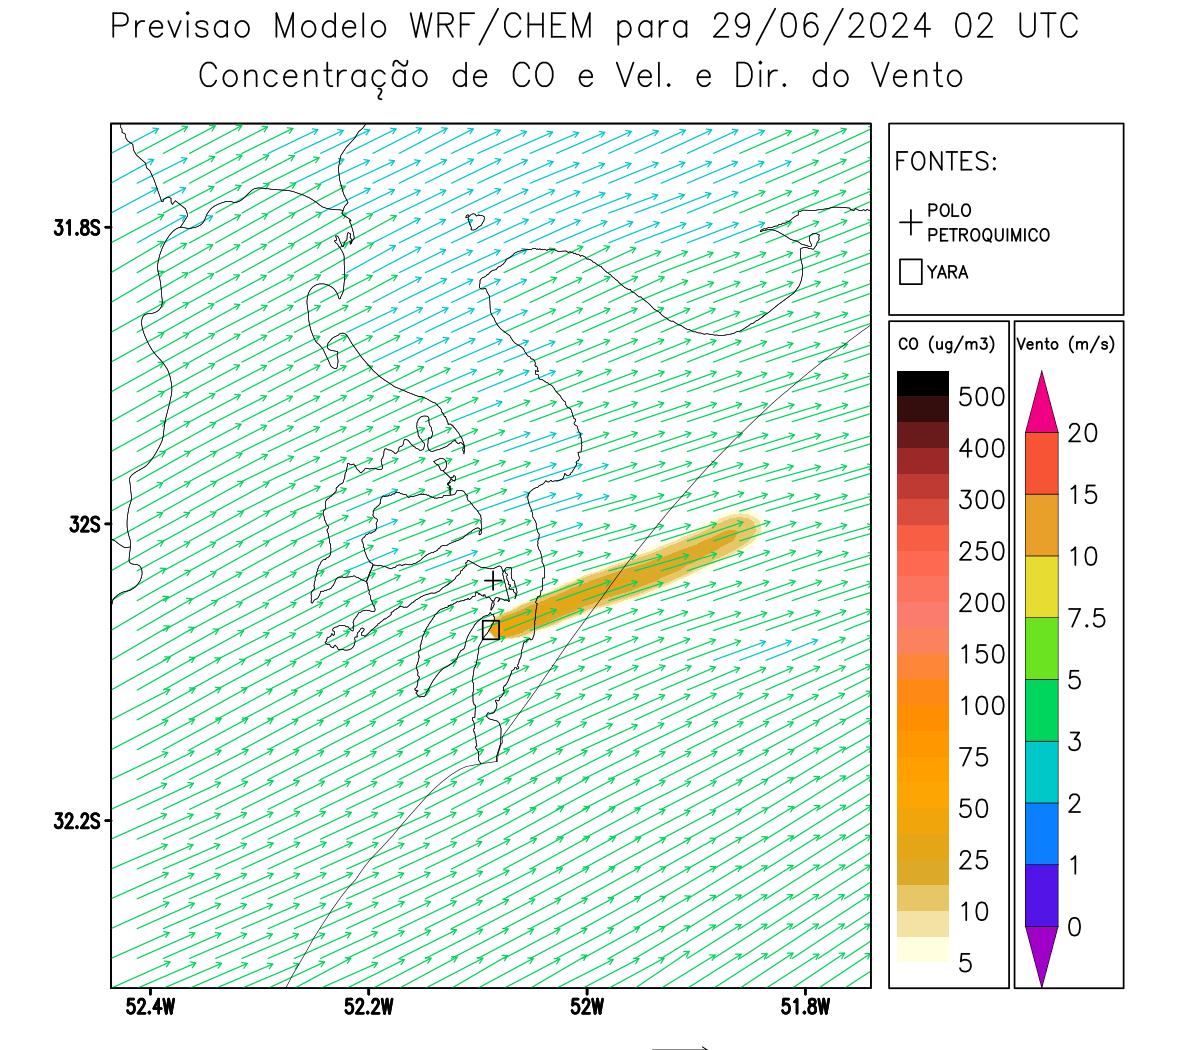 Previsao Modelo WRF/CHEM para 29/06/2024 02 UTC
Concentração de CO e Vel. e Dir. do Vento
FONTES:
POLO
PETROQUIMICO
YARA
CO (ug/m3)
500
400
300
250
200
150
100
75
50
25
10
5
Vento (m/s)
20
15
10
7.5
5
3
2
1
0
31.8S
32S
32.2S
52.4W
52.2W
52W
51.8W